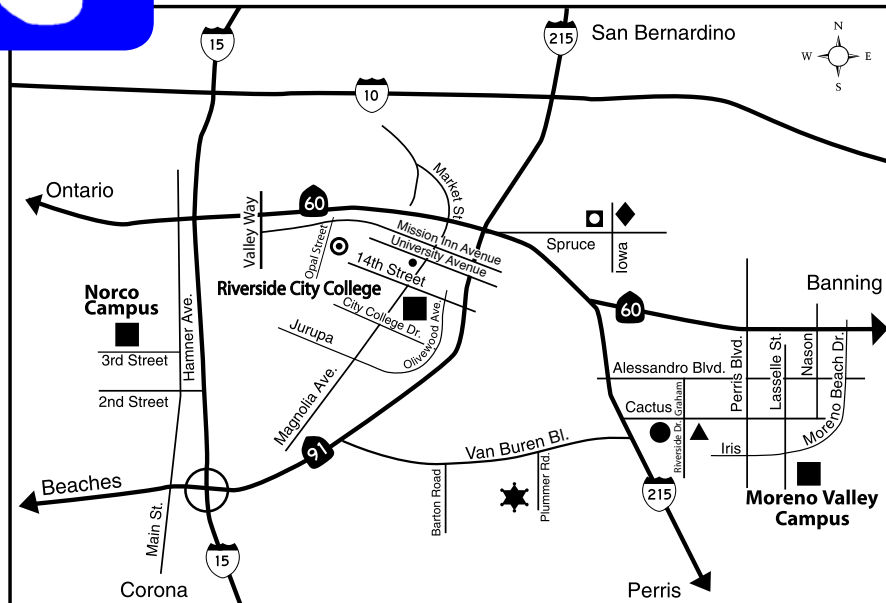 15
215
San Bernardino
N
W
E
S
10
Market St.
Ontario
60
Valley Way
Opal Street
Mission Inn Avenue
University Avenue
14th Street
Spruce
Iowa
Riverside City College
Banning
Norco
Campus
Hamner Ave.
City College Dr.
Olivewood Ave.
60
Jurupa
3rd Street
2nd Street
Magnolia Ave.
Alessandro Blvd.
Perris Blvd.
Lasselle St.
Nason
Moreno Beach Dr.
Graham
Cactus
Riverside Dr.
Iris
91
Van Buren Bl.
Barton Road
Plummer Rd.
Beaches
215
Moreno Valley
Campus
Main St.
15
Corona
Perris